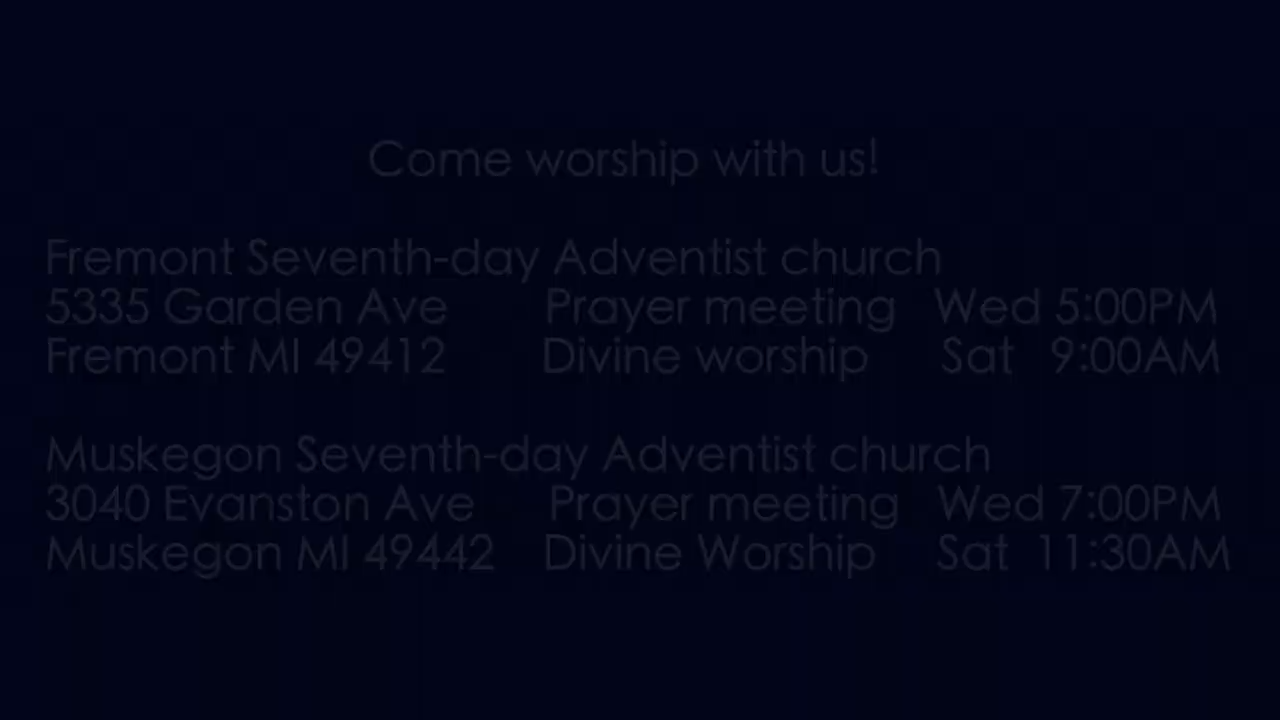 Come worship with us!
Fremont Seventh-day Adventist church
5335 Garden Ave Prayer meeting Wed 5:00PM
Fremont MI 49412 Divine worship Sat 9:00AM
Muskegon Seventh-day Adventist church
3040 Evanston Ave Prayer meeting Wed 7:00PM
Muskegon MI 49442 Divine Worship Sat 11:30AM